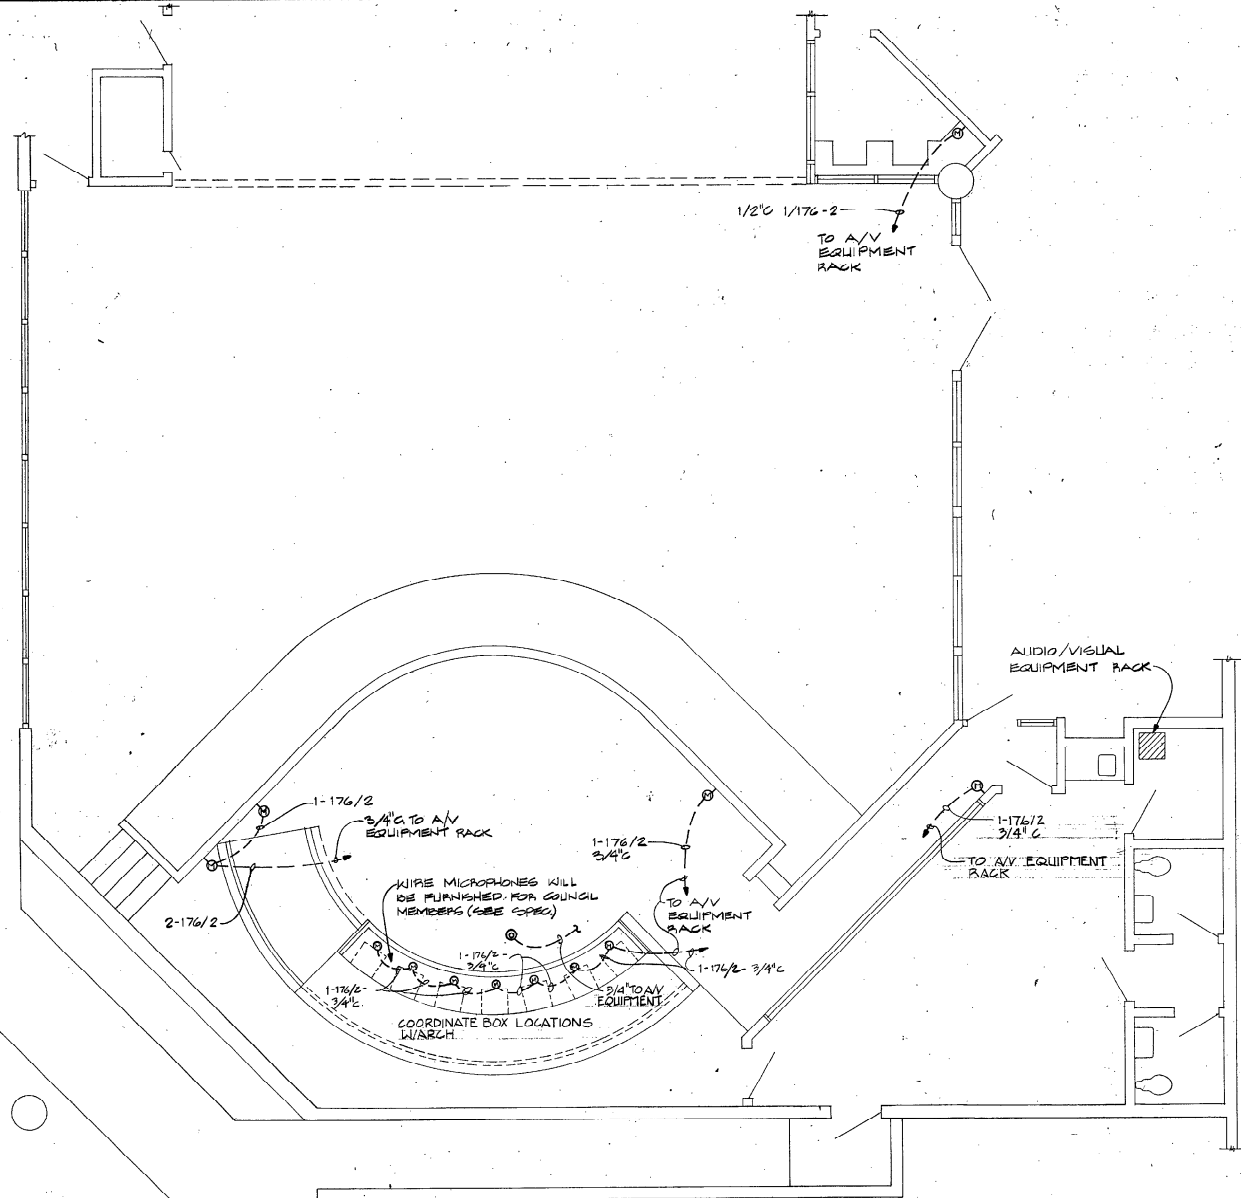 1/2"C 1/176-2
TO A/V
EQUIPMENT
RACK
AUDIO/VISUAL
EQUIPMENT RACK
1-176/2
3/4"C. TO A/V
EQUIPMENT RACK
2-176/2
WIRE MICROPHONES WILL
BE FURNISHED FOR COUNCIL
MEMBERS (SEE SPEC.)
1-176/2
3/4"C
TO A/V
EQUIPMENT
RACK
1-176/2
3/4" C
TO A/V EQUIPMENT
RACK
1-176/2-
3/4"C
1-176/2-
3/4"C.
3/4" TO A/V
EQUIPMENT
1-176/2- 3/4"C
COORDINATE BOX LOCATIONS
W/ARCH
M
M
M
M
M
M
M
M
M
M
M